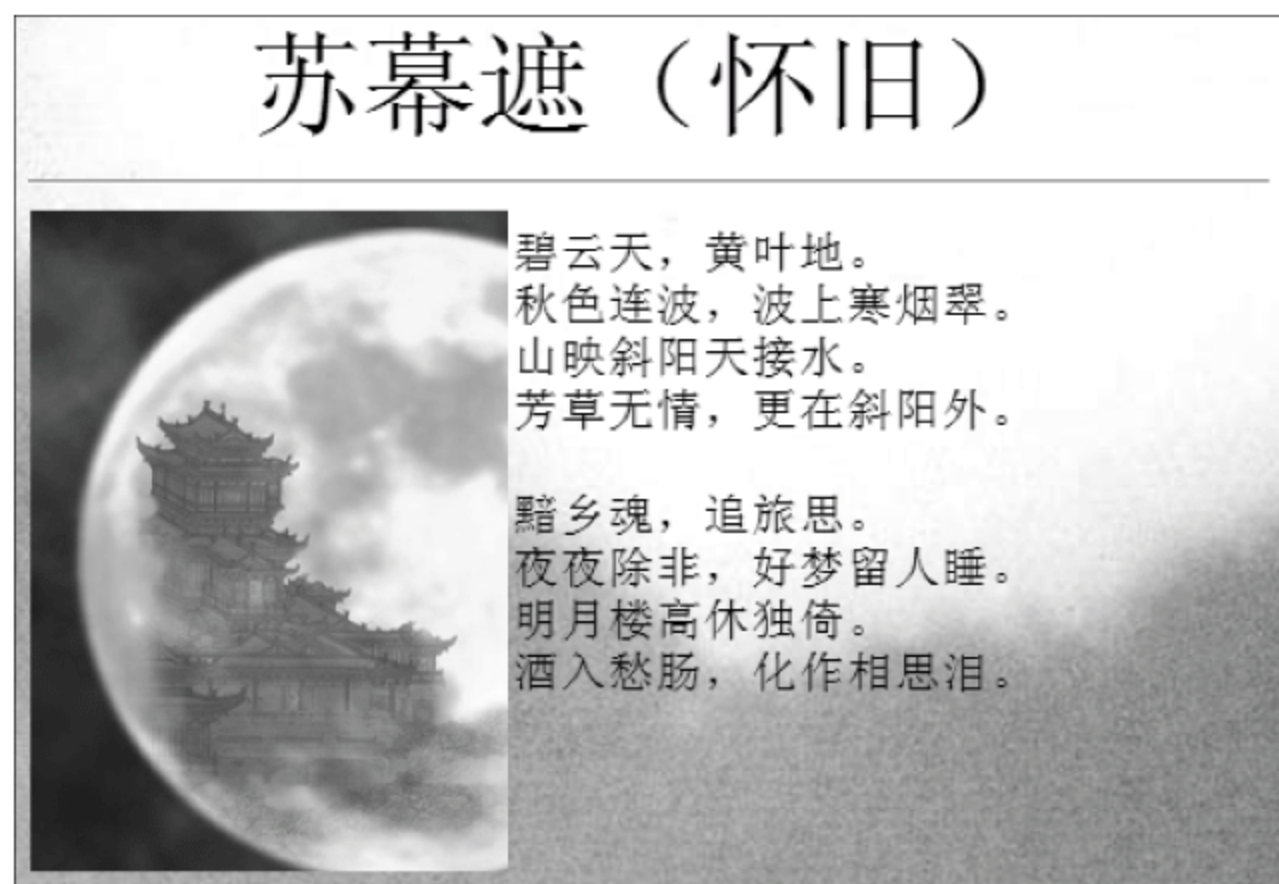 苏幕遮（怀旧）
碧云天，黄叶地。
秋色连波，波上寒烟翠。
山映斜阳天接水。
芳草无情，更在斜阳外。
黯乡魂，追旅思。
夜夜除非，好梦留人睡。
明月楼高休独倚。
酒入愁肠，化作相思泪。